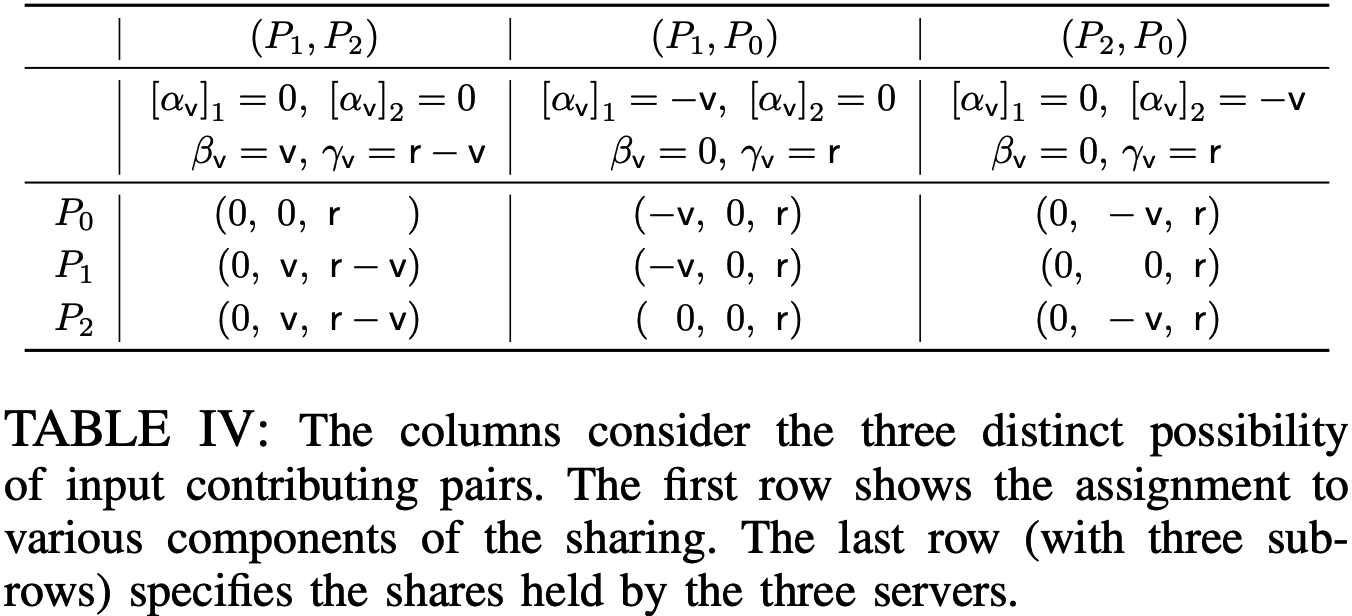 (P₁, P₂) (P₁, P₀) (P₂, P₀)
[αᵥ]₁ = 0, [αᵥ]₂ = 0 [αᵥ]₁ = −v, [αᵥ]₂ = 0 [αᵥ]₁ = 0, [αᵥ]₂ = −v
βᵥ = v, γᵥ = r − v βᵥ = 0, γᵥ = r βᵥ = 0, γᵥ = r
P₀ (0, 0, r ) (−v, 0, r) (0, −v, r)
P₁ (0, v, r − v) (−v, 0, r) (0, 0, r)
P₂ (0, v, r − v) ( 0, 0, r) (0, −v, r)
TABLE IV: The columns consider the three distinct possibility
of input contributing pairs. The first row shows the assignment to
various components of the sharing. The last row (with three sub-
rows) specifies the shares held by the three servers.